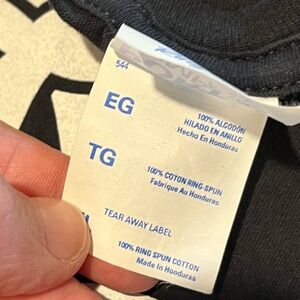 544
EG
100% ALGODÓN
HILADO EN ANILLO
Hecho En Honduras
TG
100% COTON RING-SPUN
Fabrique Au Honduras
TEAR AWAY LABEL
100% RING SPUN COTTON
Made in Honduras